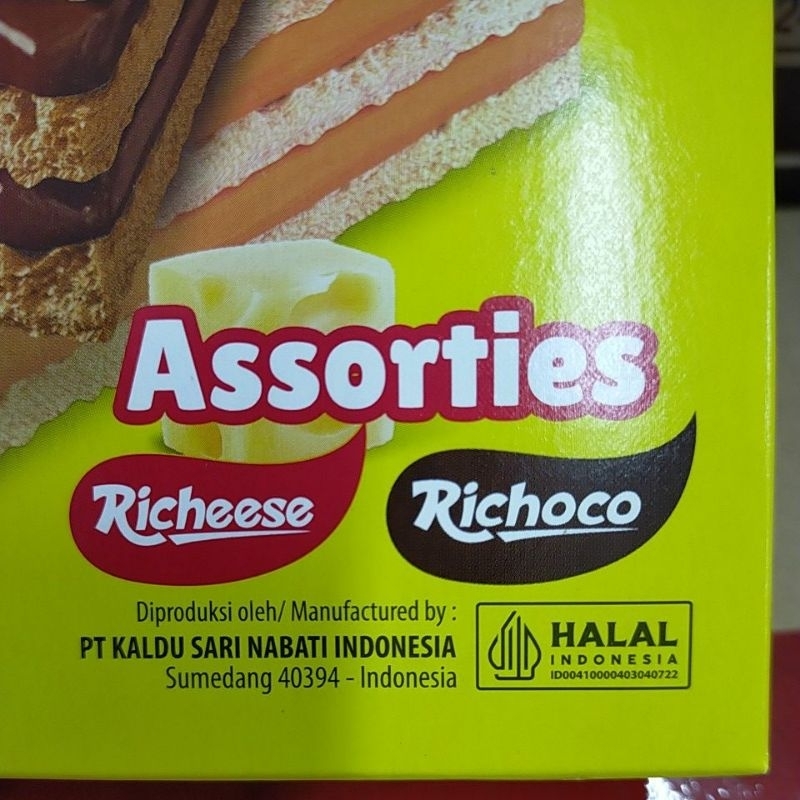 Assorties
Richeese
Richoco
Diproduksi oleh/ Manufactured by :
PT KALDU SARI NABATI INDONESIA
Sumedang 40394 - Indonesia
HALAL
INDONESIA
ID00410000403040722